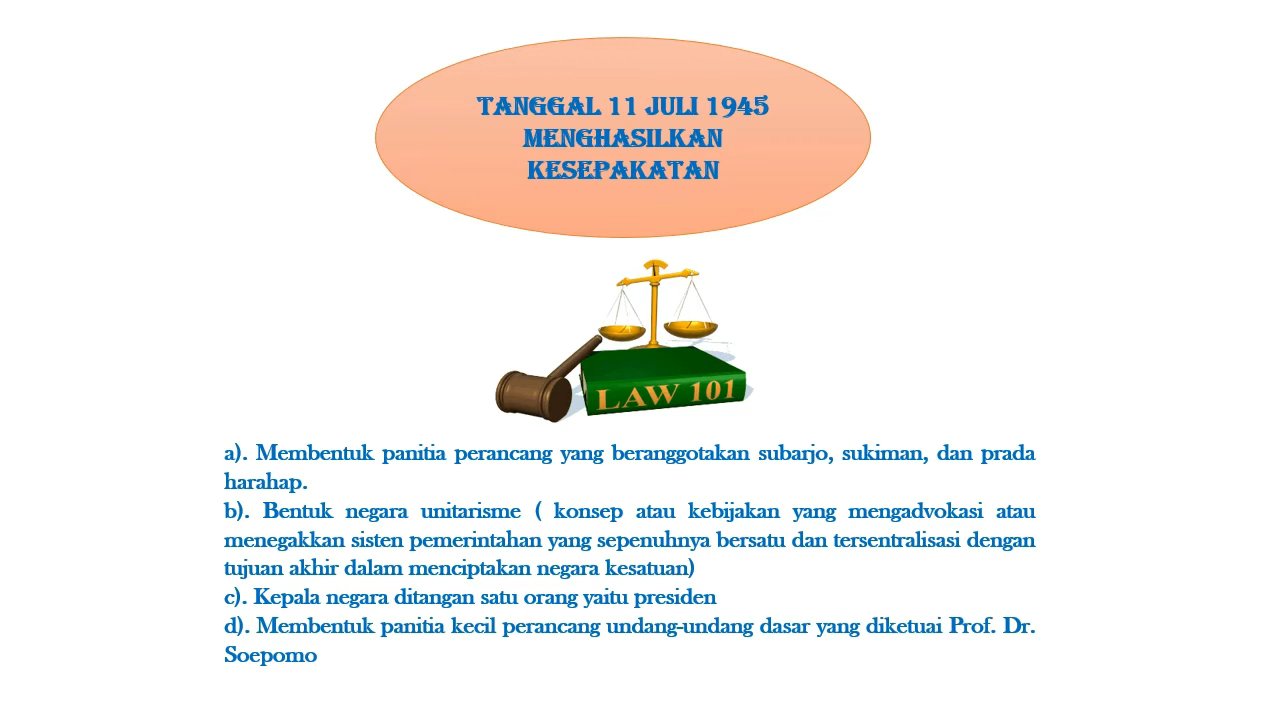 TANGGAL 11 JULI 1945
MENGHASILKAN
KESEPAKATAN
LAW 101
a). Membentuk panitia perancang yang beranggotakan subarjo, sukiman, dan prada
harahap.
b). Bentuk negara unitarisme ( konsep atau kebijakan yang mengadvokasi atau
menegakkan sisten pemerintahan yang sepenuhnya bersatu dan tersentralisasi dengan
tujuan akhir dalam menciptakan negara kesatuan)
c). Kepala negara ditangan satu orang yaitu presiden
d). Membentuk panitia kecil perancang undang-undang dasar yang diketuai Prof. Dr.
Soepomo